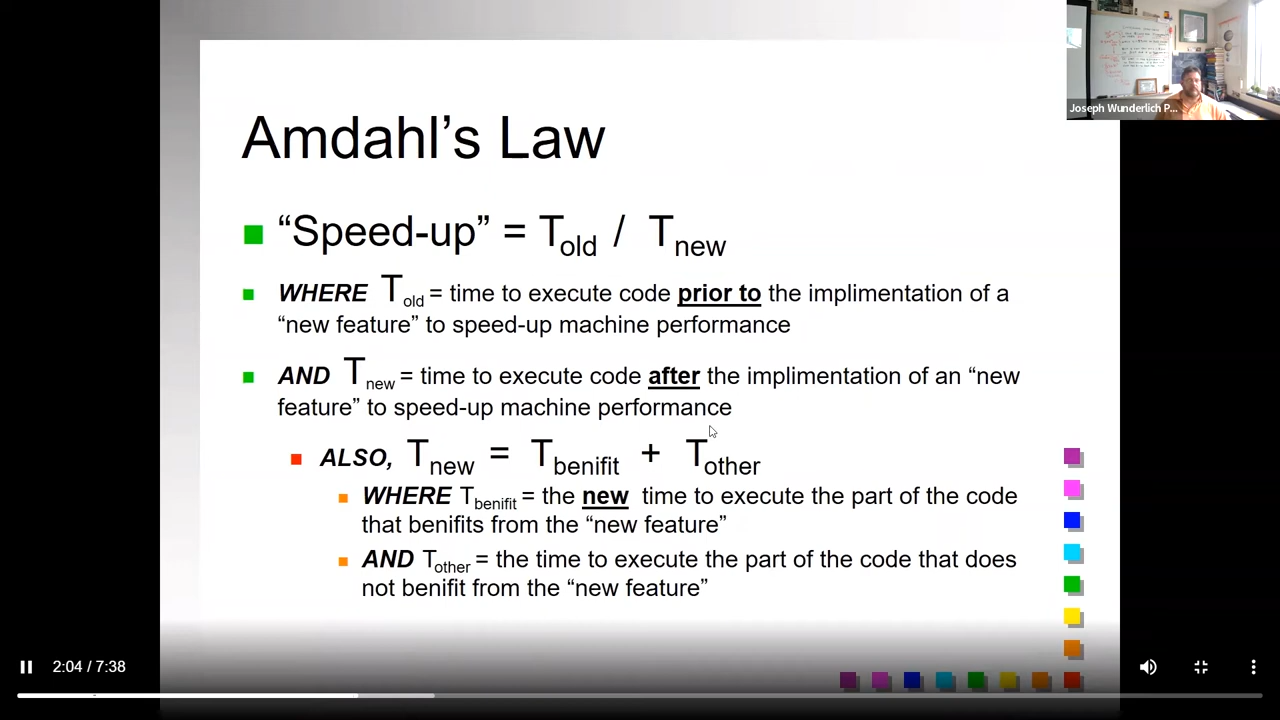 Joseph Wunderlich P...
Amdahl’s Law
“Speed-up” = Told / Tnew
WHERE Told = time to execute code prior to the implimentation of a
“new feature” to speed-up machine performance
AND Tnew = time to execute code after the implimentation of an “new
feature” to speed-up machine performance
ALSO, Tnew = Tbenifit + Tother
WHERE Tbenifit = the new time to execute the part of the code
that benifits from the “new feature”
AND Tother = the time to execute the part of the code that does
not benifit from the “new feature”
2:04 / 7:38